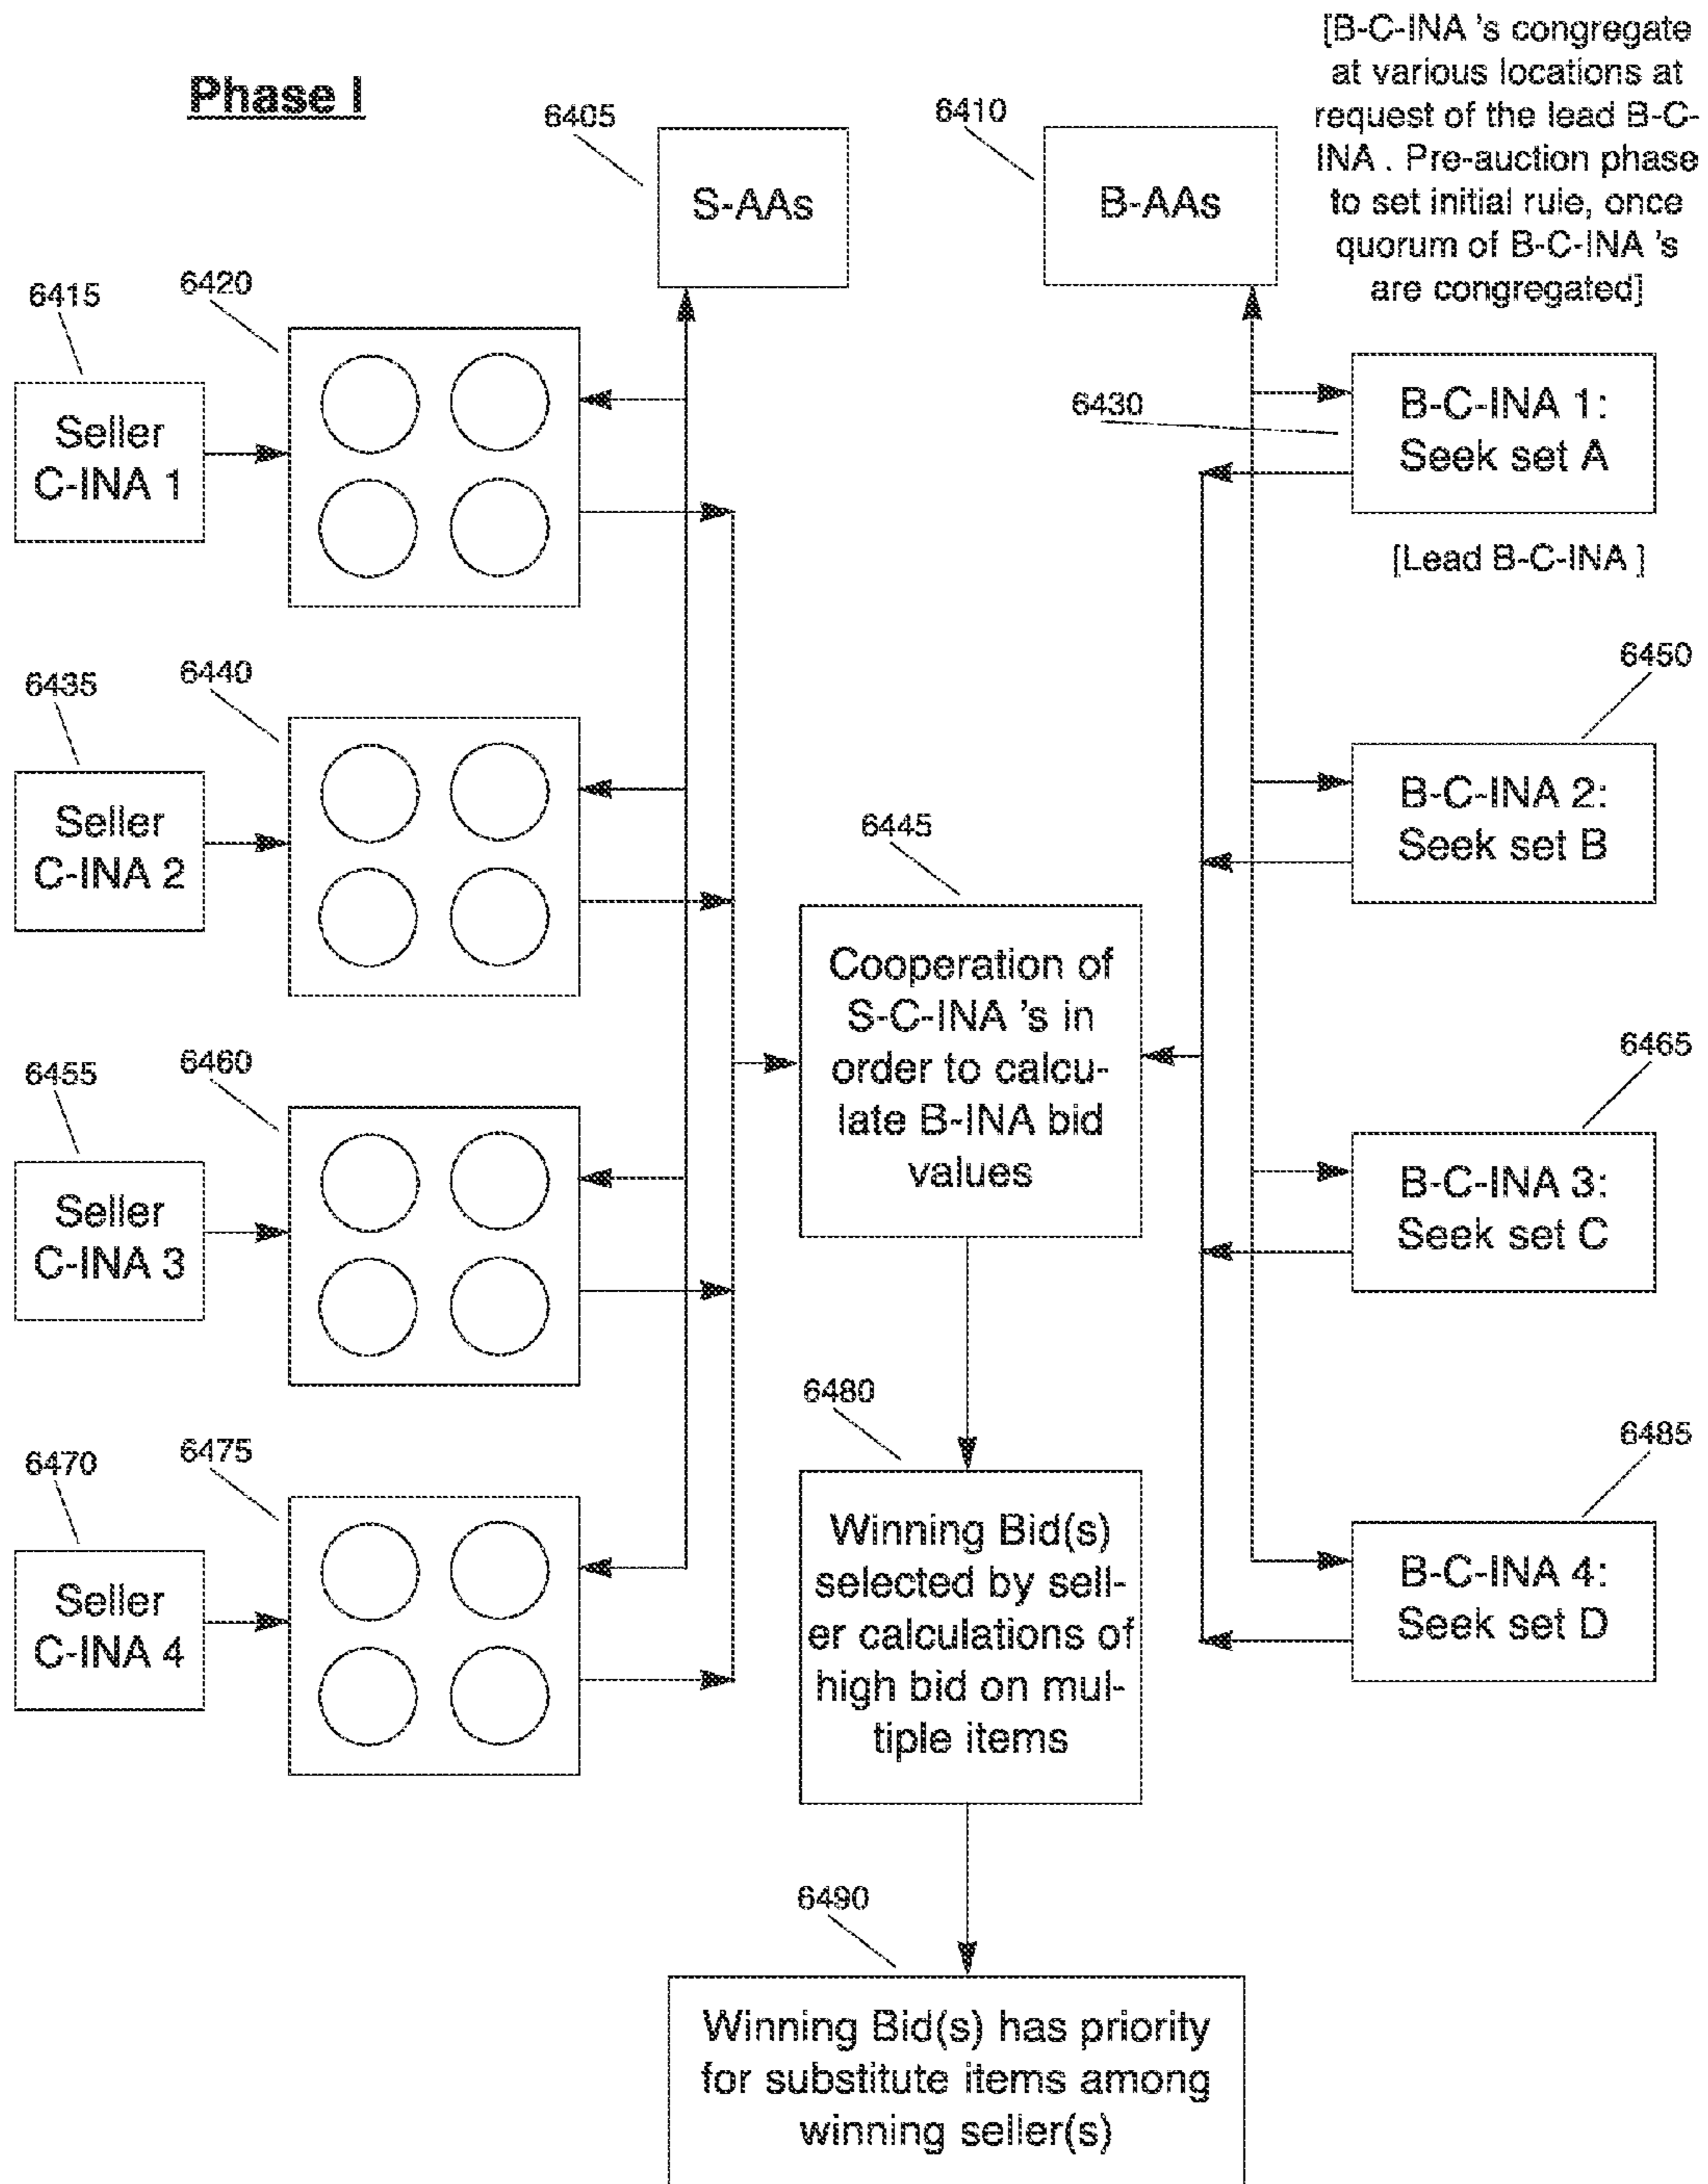 Phase I
[B-C-INA 's congregate
at various locations at
request of the lead B-C-
INA . Pre-auction phase
to set initial rule, once
quorum of B-C-INA 's
are congregated]
6405
S-AAs
6410
B-AAs
6415
Seller
C-INA 1
6420
6430
B-C-INA 1:
Seek set A
[Lead B-C-INA ]
6435
Seller
C-INA 2
6440
6450
B-C-INA 2:
Seek set B
6445
Cooperation of
S-C-INA 's in
order to calcu-
late B-INA bid
values
6455
Seller
C-INA 3
6460
6465
B-C-INA 3:
Seek set C
6470
Seller
C-INA 4
6475
6480
Winning Bid(s)
selected by sell-
er calculations of
high bid on mul-
tiple items
6485
B-C-INA 4:
Seek set D
6490
Winning Bid(s) has priority
for substitute items among
winning seller(s)